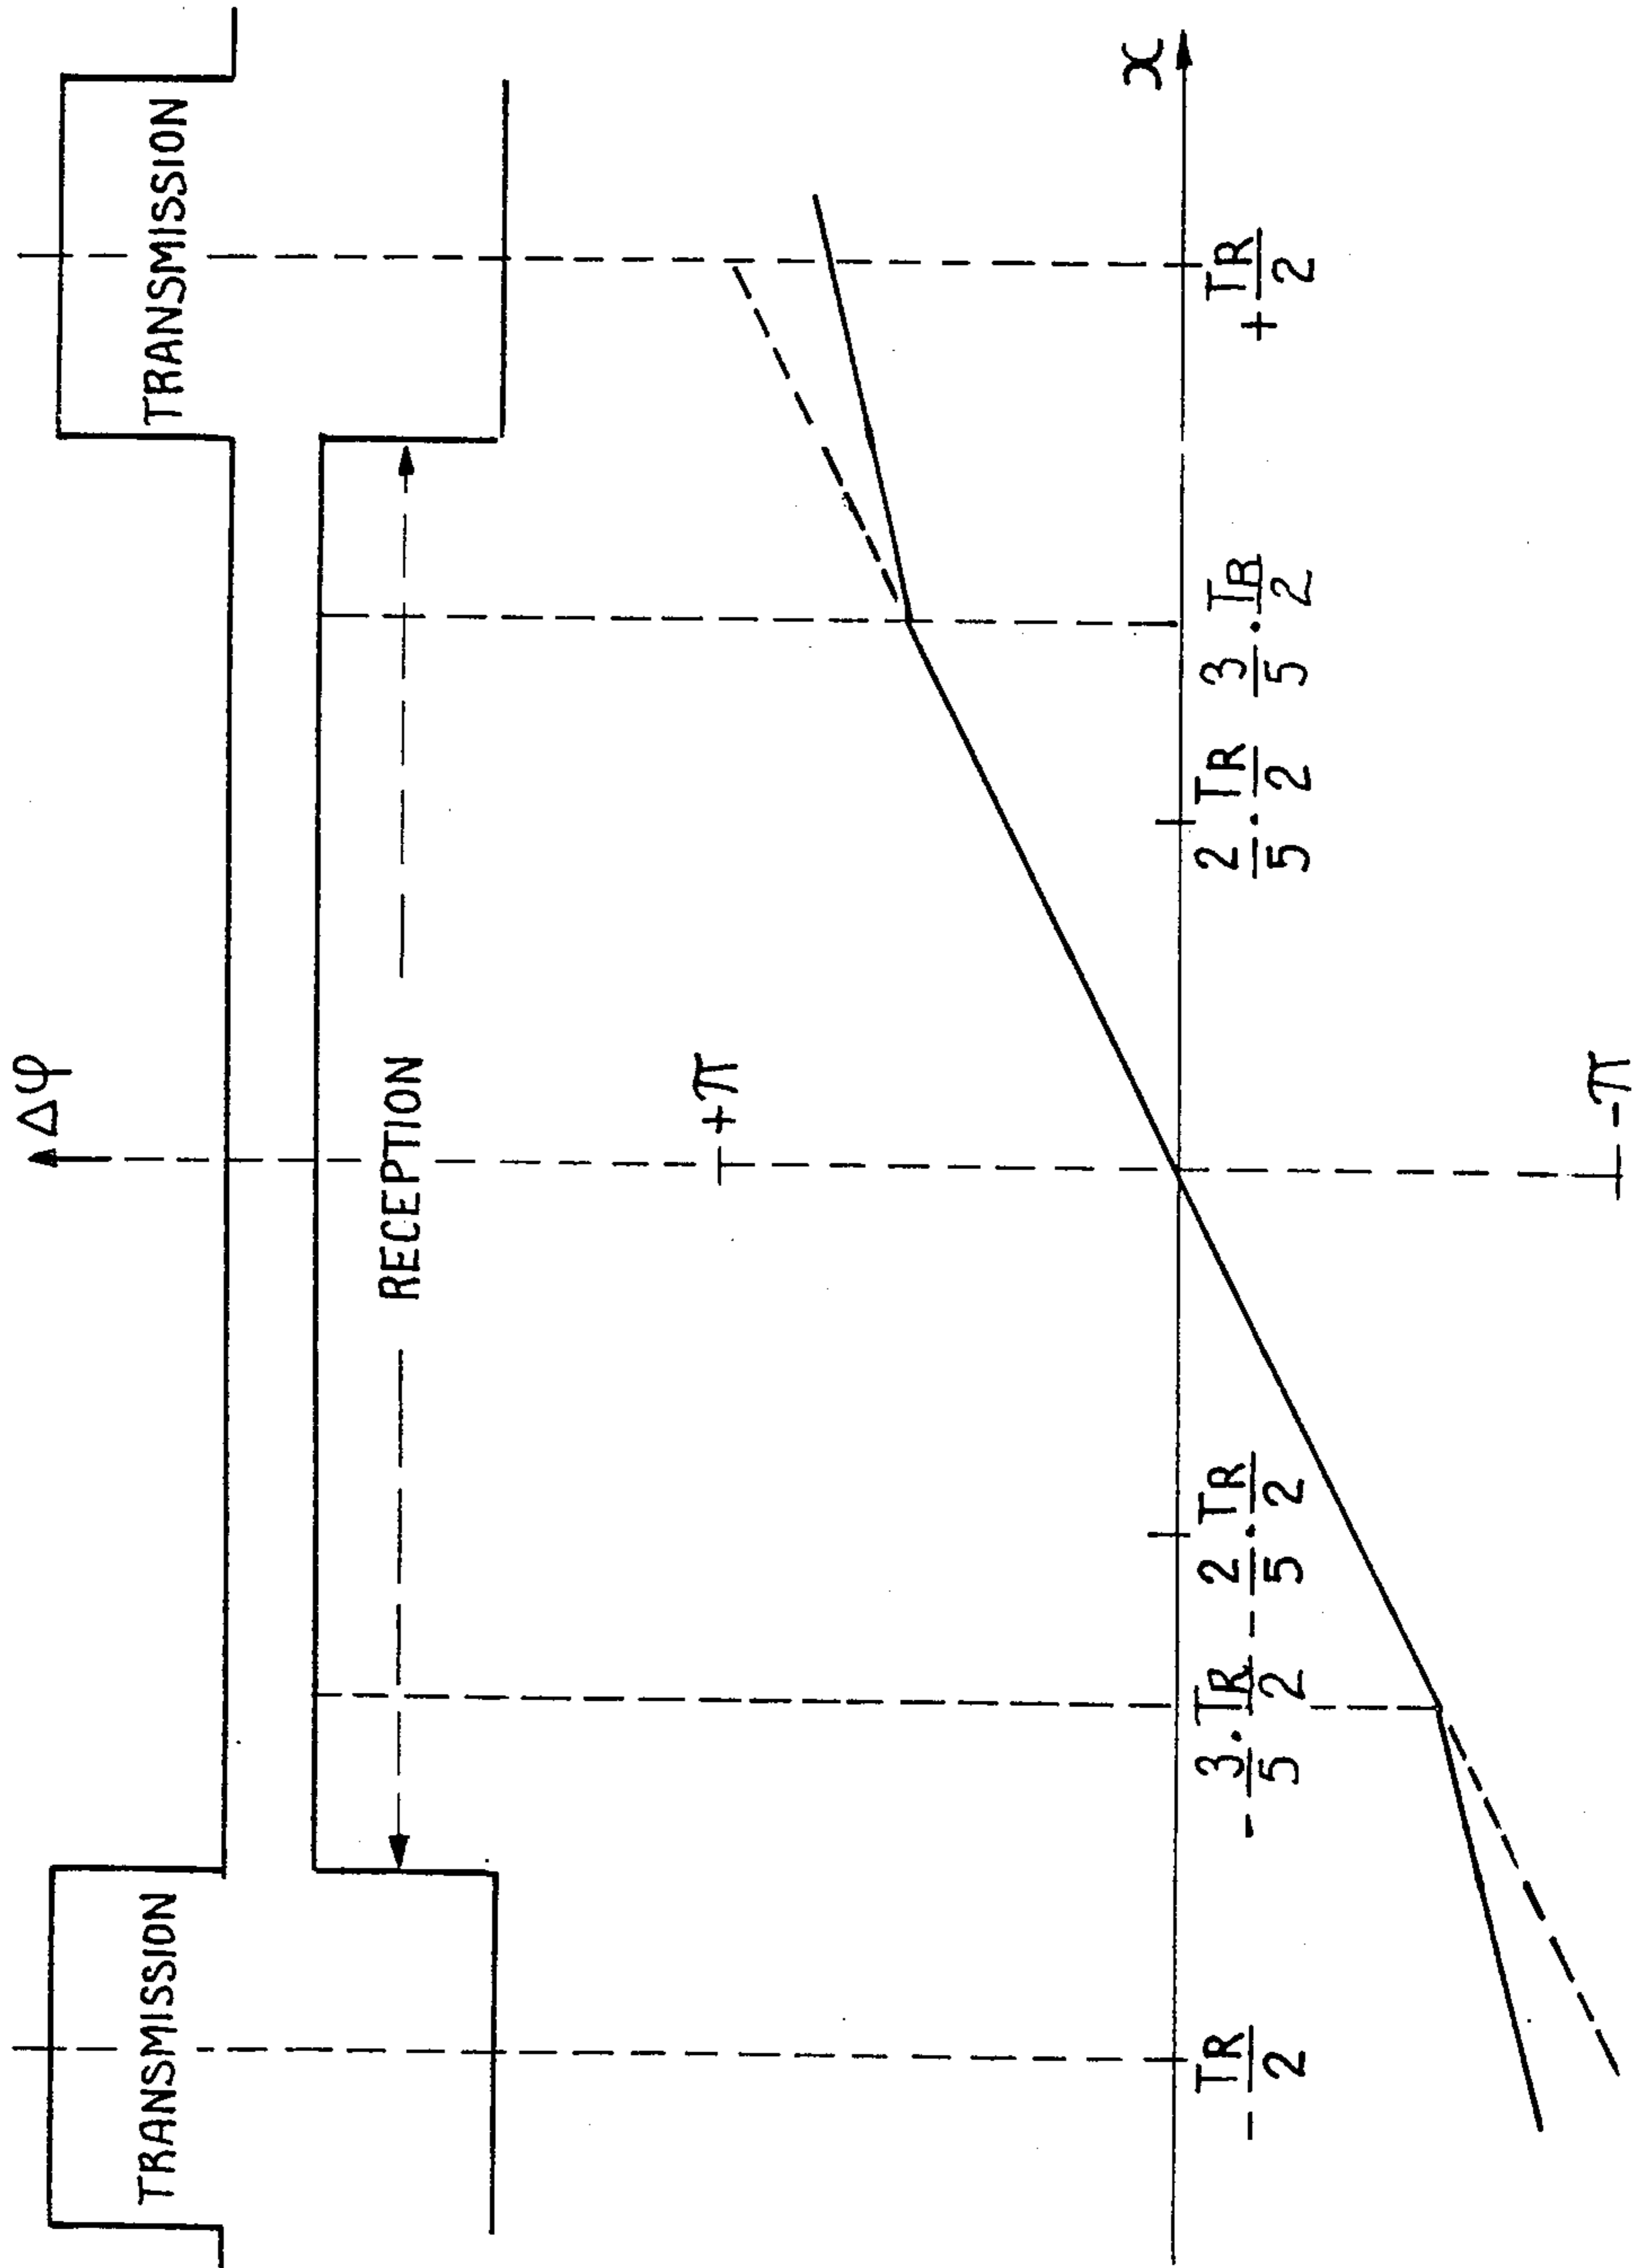 Δφ
TRANSMISSION
TRANSMISSION
RECEPTION
+π
x
-TR/2
-3/5·TR/2
-2/5·TR/2
2/5·TR/2
3/5·TR/2
+TR/2
-π